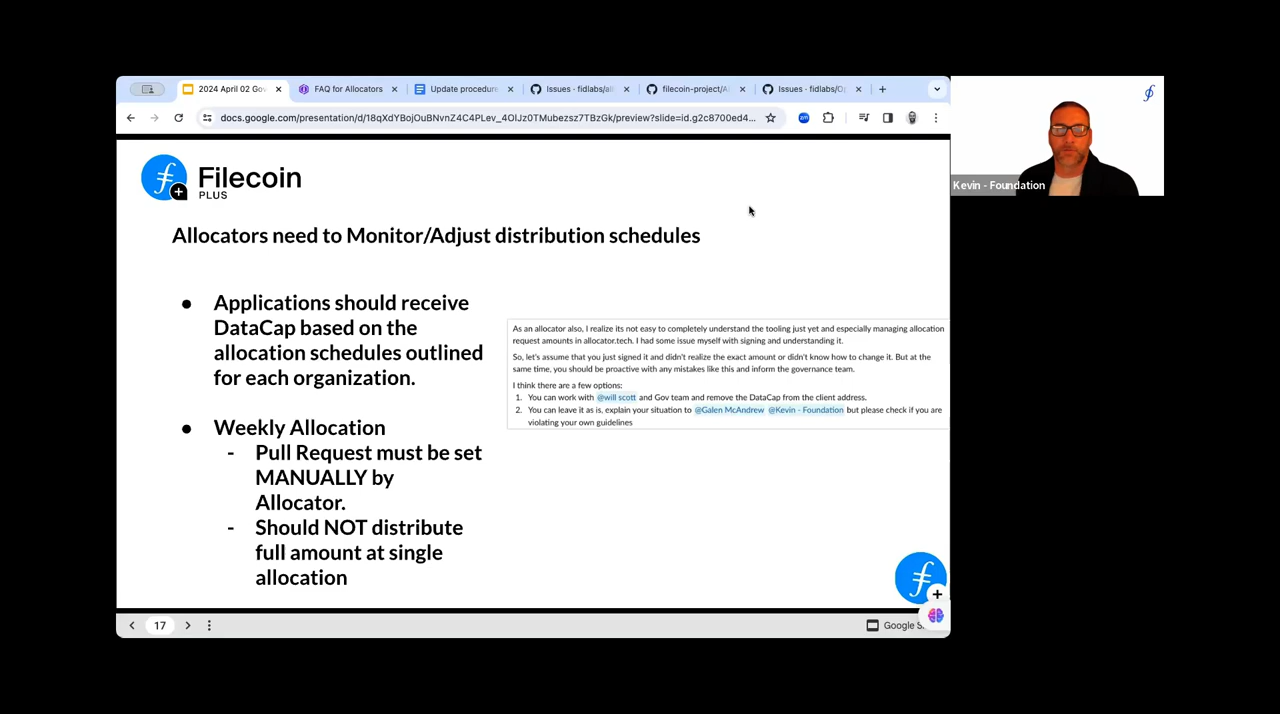 2024 April 02 Gov
FAQ for Allocators
Update procedure
Issues · fidlabs/all
filecoin-project/A
Issues · fidlabs/Op
docs.google.com/presentation/d/18qXdYBojOuBNvnZ4C4PLev_4OIJz0TMubezsz7TBzGk/preview?slide=id.g2c8700ed4...
zm
Kevin - Foundation
Filecoin
PLUS
Allocators need to Monitor/Adjust distribution schedules
● Applications should receive
DataCap based on the
allocation schedules outlined
for each organization.
● Weekly Allocation
- Pull Request must be set
MANUALLY by
Allocator.
- Should NOT distribute
full amount at single
allocation
As an allocator also, I realize its not easy to completely understand the tooling just yet and especially managing allocation
request amounts in allocator.tech. I had some issue myself with signing and understanding it.
So, let's assume that you just signed it and didn't realize the exact amount or didn't know how to change it. But at the
same time, you should be proactive with any mistakes like this and inform the governance team.
I think there are a few options:
1. You can work with @will scott and Gov team and remove the DataCap from the client address.
2. You can leave it as is, explain your situation to @Galen McAndrew @Kevin - Foundation but please check if you are
violating your own guidelines
17
Google S